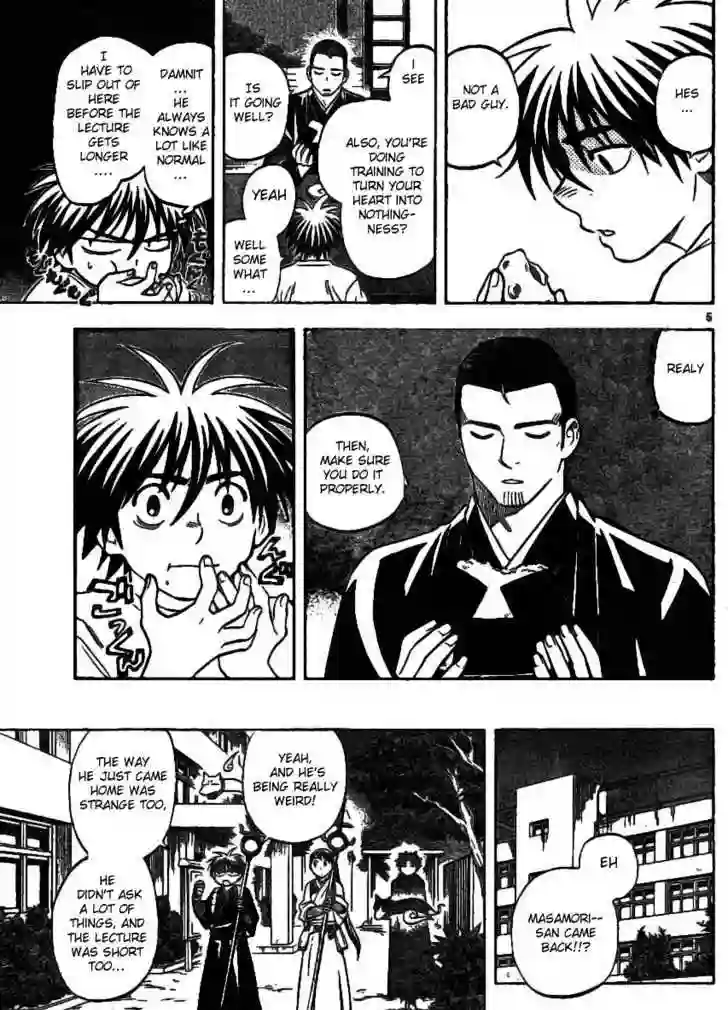 HES
...
NOT A
BAD GUY.
I
SEE
ALSO, YOU'RE
DOING
TRAINING TO
TURN YOUR
HEART INTO
NOTHING-
NESS?
IS
IT GOING
WELL?
YEAH
WELL
SOME
WHAT ...
DAMNIT
...
HE
ALWAYS
KNOWS A
LOT LIKE
NORMAL
...
I
HAVE TO
SLIP OUT OF
HERE
BEFORE THE
LECTURE
GETS
LONGER
....
5
REALY
THEN,
MAKE SURE
YOU DO IT
PROPERLY.
EH
MASAMORI--
SAN CAME
BACK!!?
YEAH,
AND HE'S
BEING REALLY
WEIRD!
THE WAY
HE JUST CAME
HOME WAS
STRANGE TOO,
HE
DIDN'T ASK
A LOT OF
THINGS, AND
THE LECTURE
WAS SHORT
TOO...